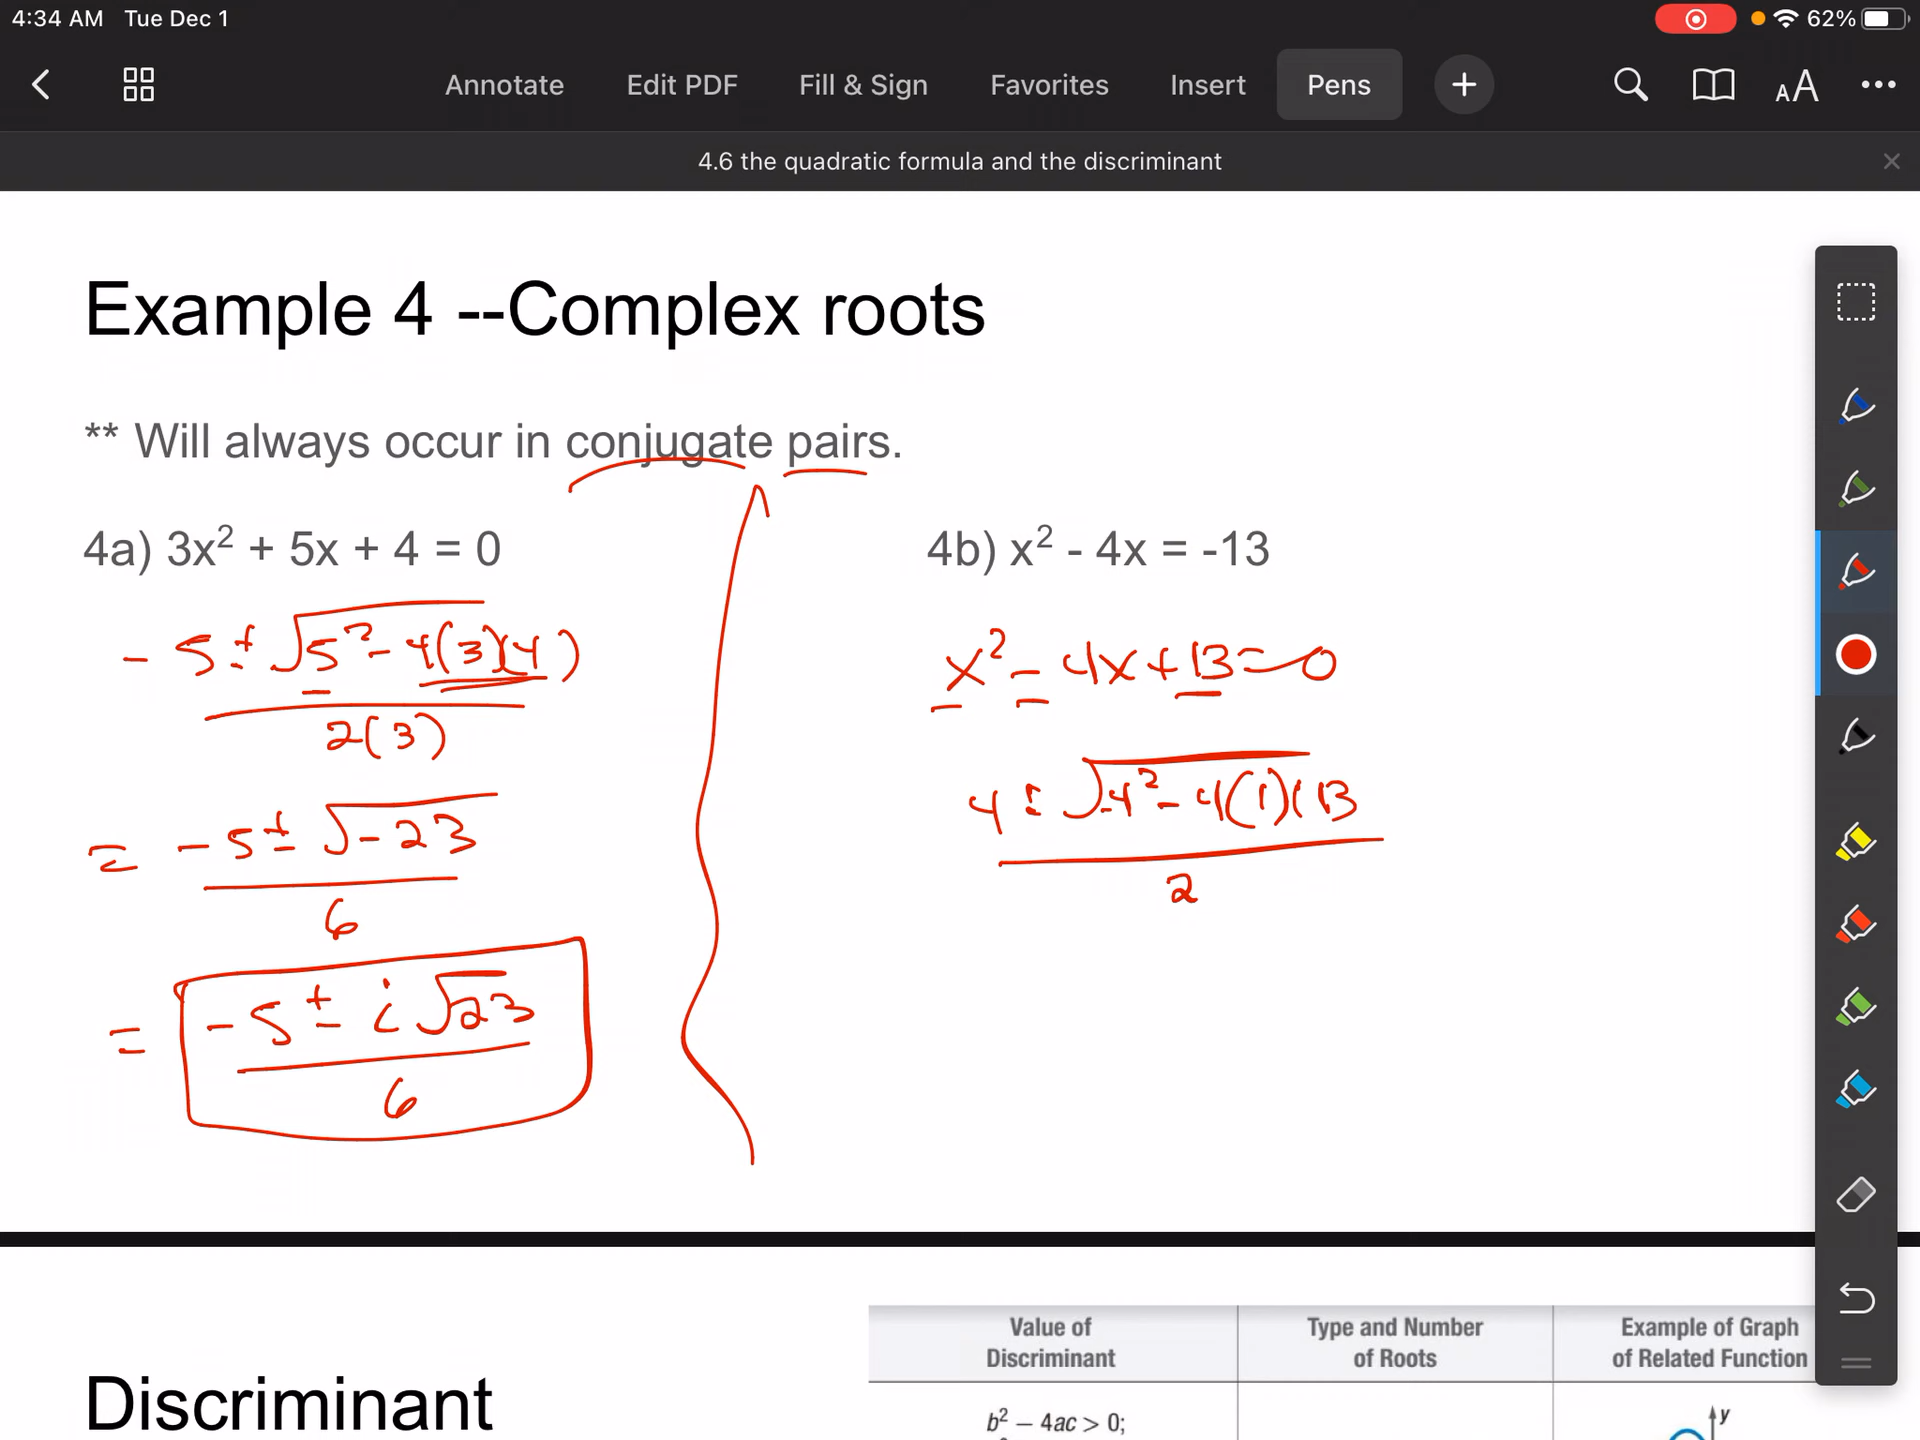 4:34 AM Tue Dec 1 62%
Annotate Edit PDF Fill & Sign Favorites Insert Pens
4.6 the quadratic formula and the discriminant
Example 4 --Complex roots
** Will always occur in conjugate pairs.
4a) 3x² + 5x + 4 = 0
- 5 ± √5² - 4(3)(4)
2(3)
= - 5 ± √-23
6
= - 5 ± i √23
6
4b) x² - 4x = -13
x² - 4x + 13 = 0
4 ± √-4² - 4(1)(13
2
Discriminant
Value of Discriminant
Type and Number of Roots
Example of Graph of Related Function
b² – 4ac > 0;
y